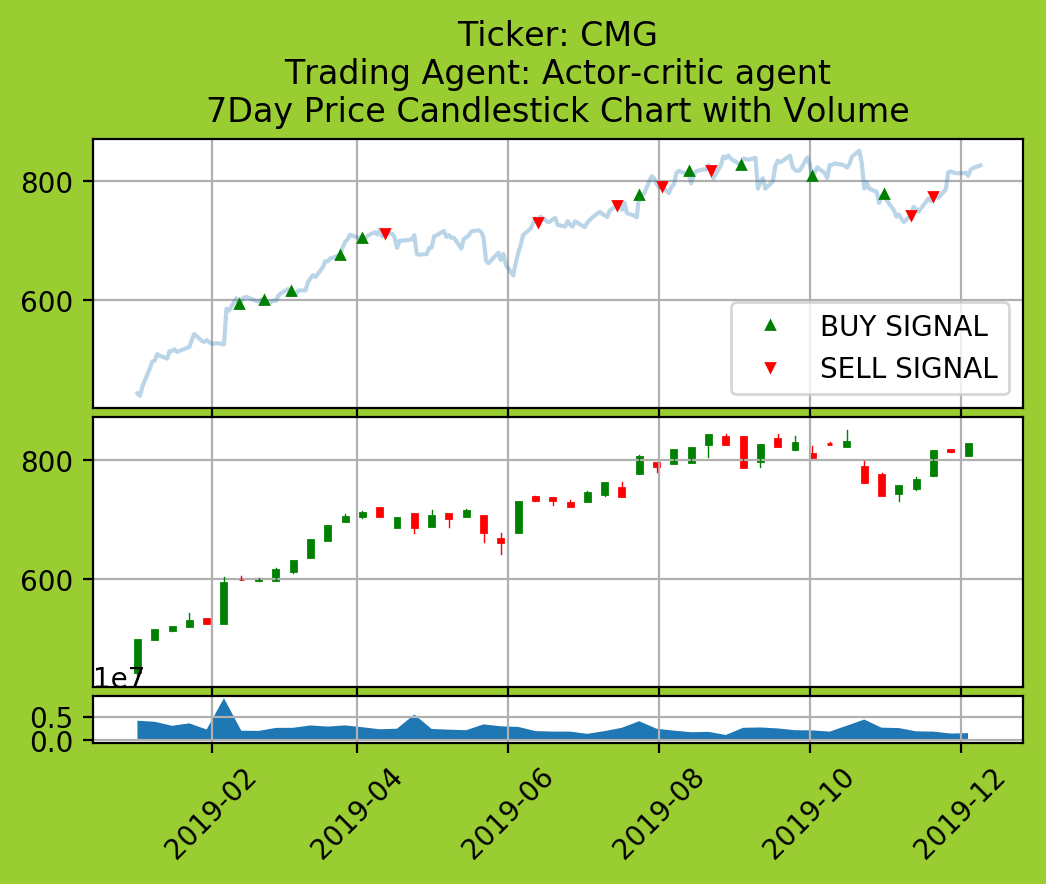 Ticker: CMG
Trading Agent: Actor-critic agent
7Day Price Candlestick Chart with Volume
800
600
BUY SIGNAL
SELL SIGNAL
800
600
1e7
0.5
0.0
2019-02
2019-04
2019-06
2019-08
2019-10
2019-12